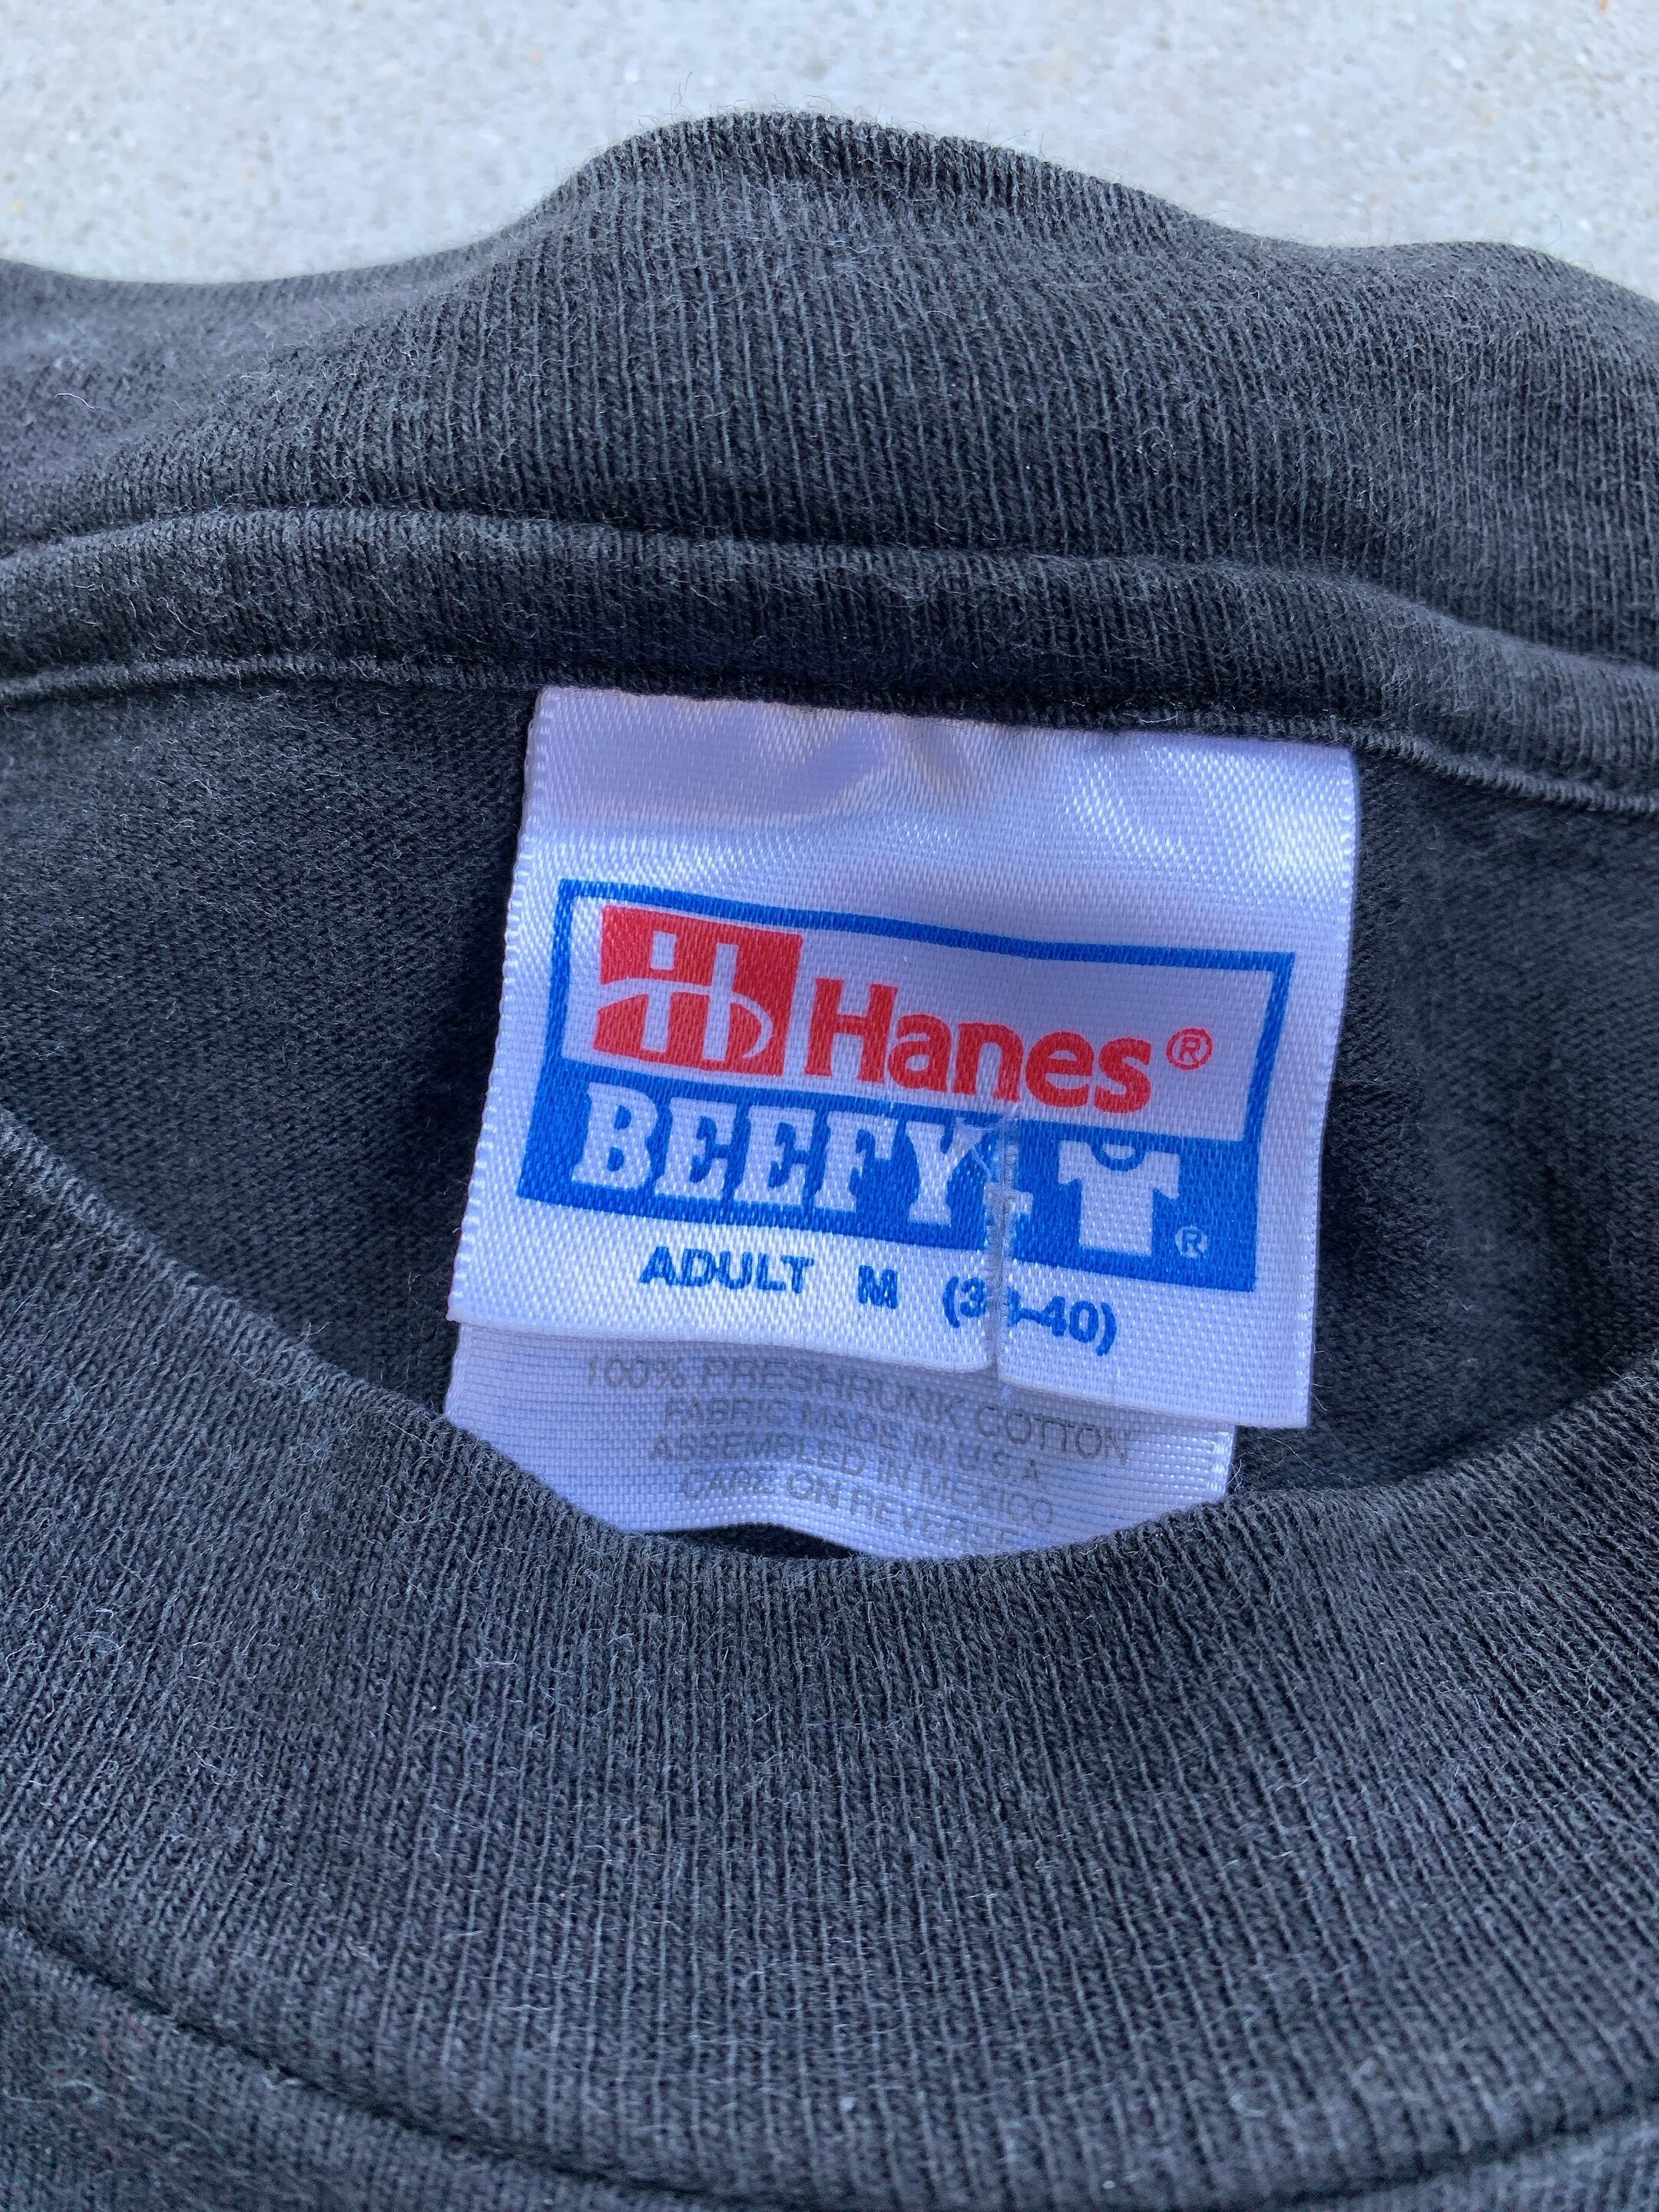 Hanes®
BEEFY-®
ADULT M (38-40)
100% PRESHRUNK COTTON
FABRIC MADE IN U.S.A
ASSEMBLED IN MEXICO
CARE ON REVERSE